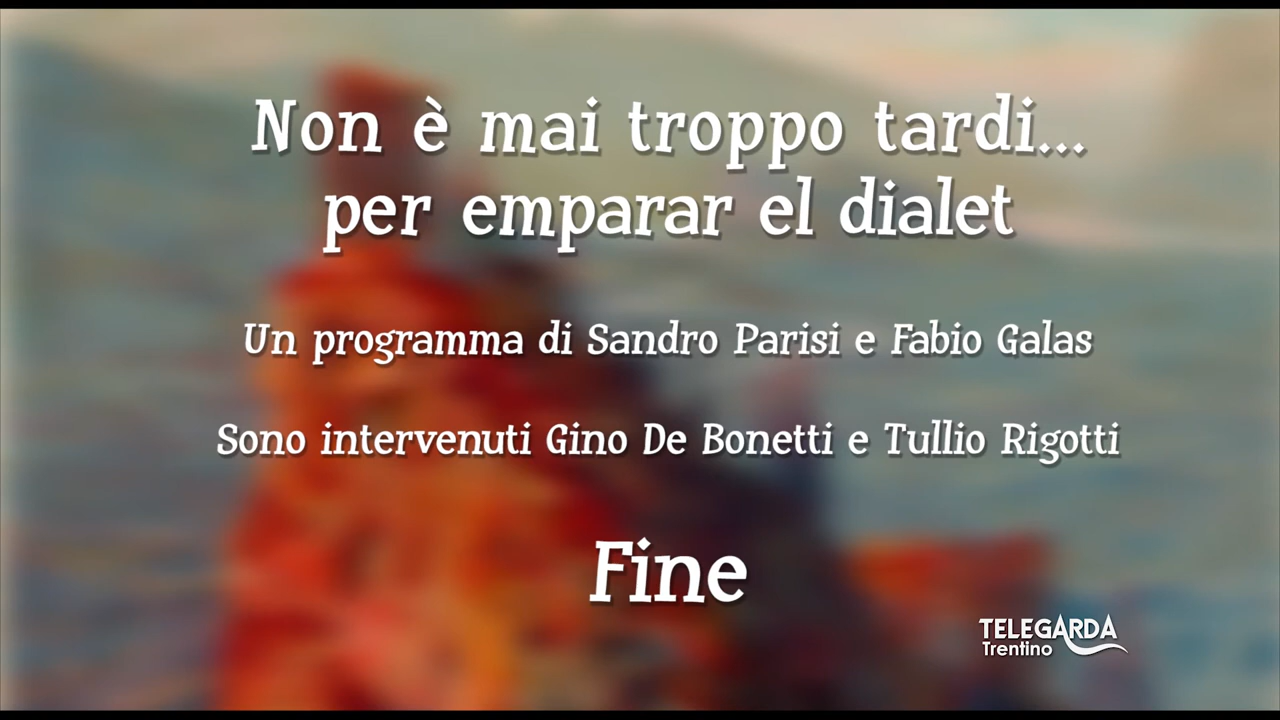 Non è mai troppo tardi...
per emparar el dialet
Un programma di Sandro Parisi e Fabio Galas
Sono intervenuti Gino De Bonetti e Tullio Rigotti
Fine
TELEGARDA
Trentino